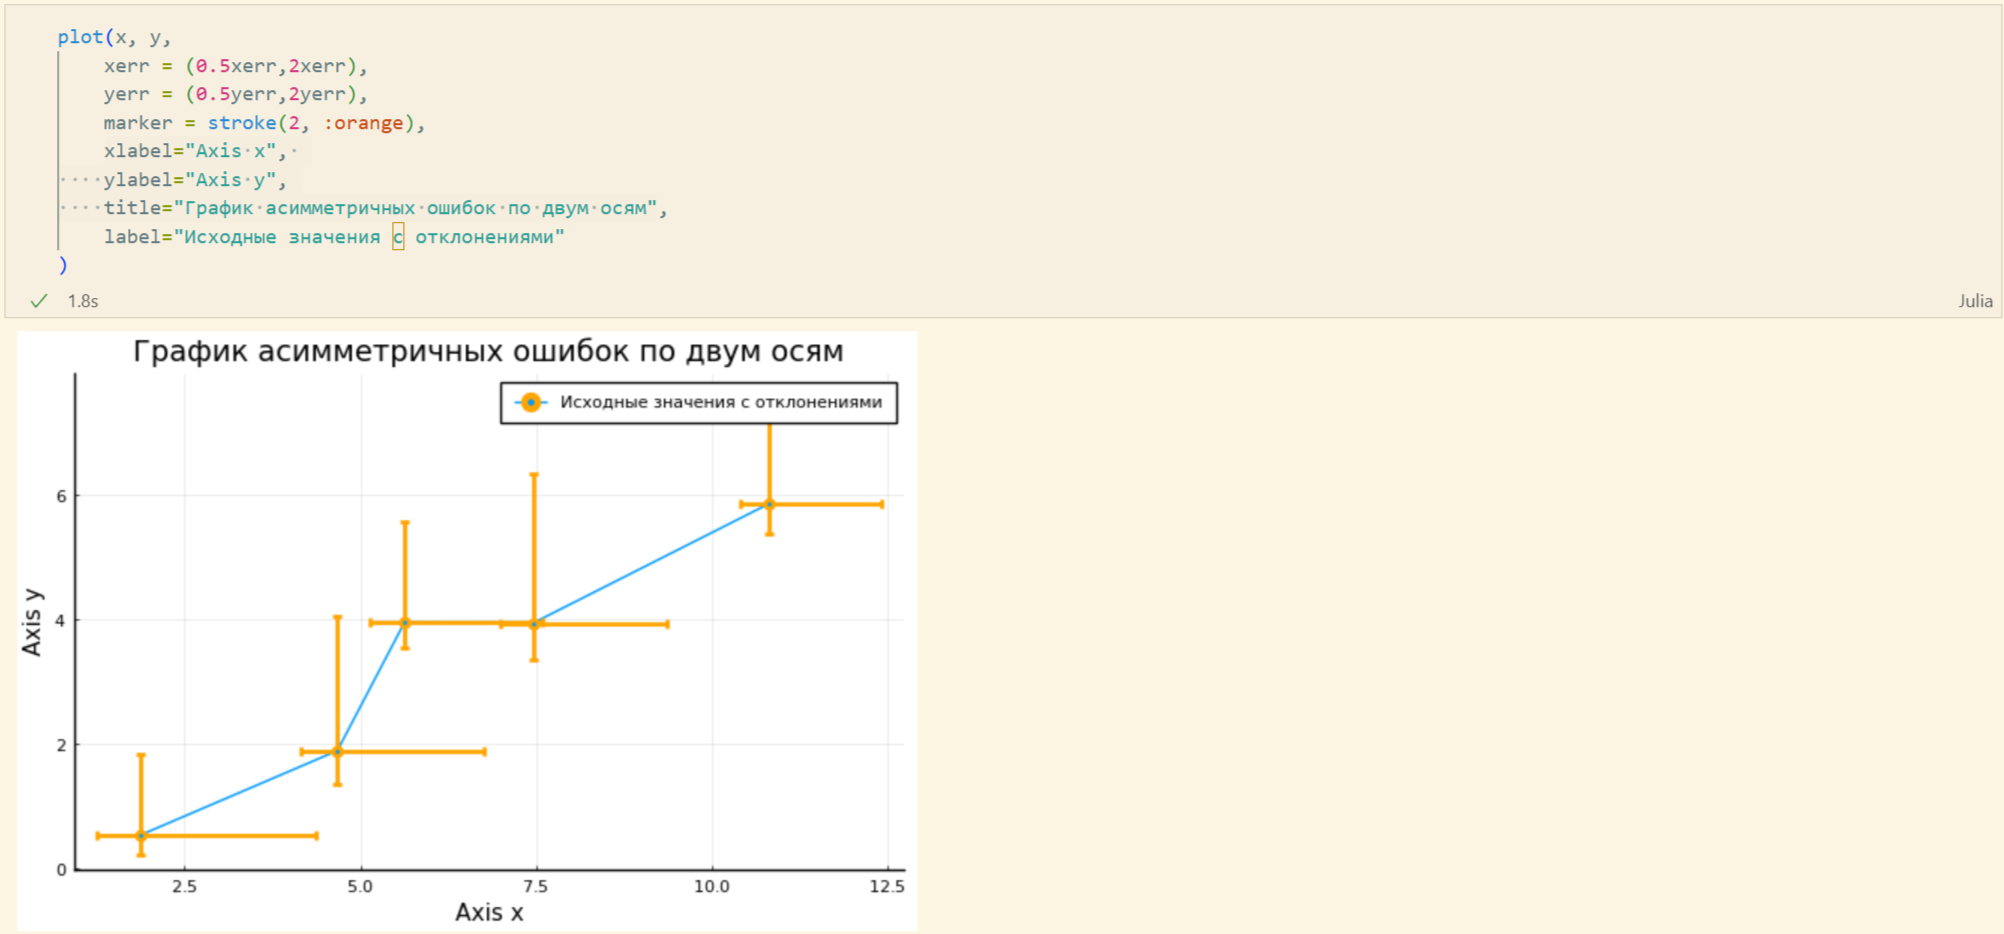 plot(x, y,
xerr = (0.5xerr,2xerr),
yerr = (0.5yerr,2yerr),
marker = stroke(2, :orange),
xlabel="Axis x",
ylabel="Axis y",
title="График асимметричных ошибок по двум осям",
label="Исходные значения с отклонениями"
)
1.8s
Julia
График асимметричных ошибок по двум осям
Исходные значения с отклонениями
6
4
2
0
Axis y
2.5 5.0 7.5 10.0 12.5
Axis x